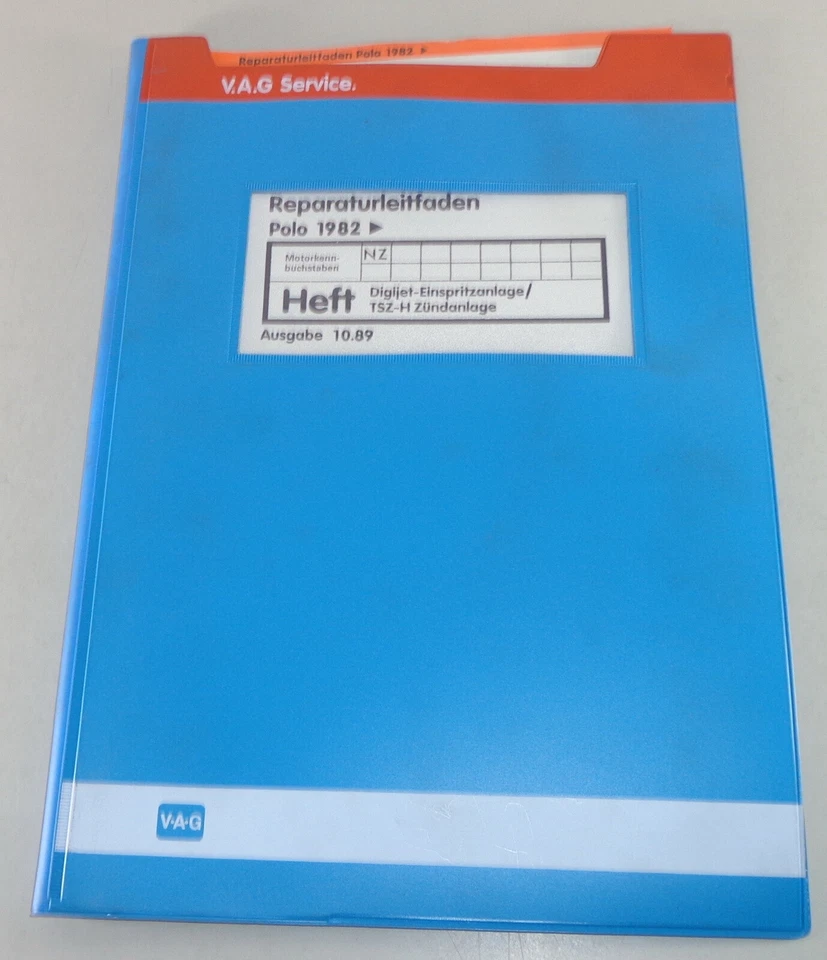 Reparaturleitfaden Polo 1982 ▶
V.A.G Service.
Reparaturleitfaden
Polo 1982 ▶
Motorkenn-
buchstaben
NZ
Heft
Digijet-Einspritzanlage/
TSZ-H Zündanlage
Ausgabe 10.89
V·A·G